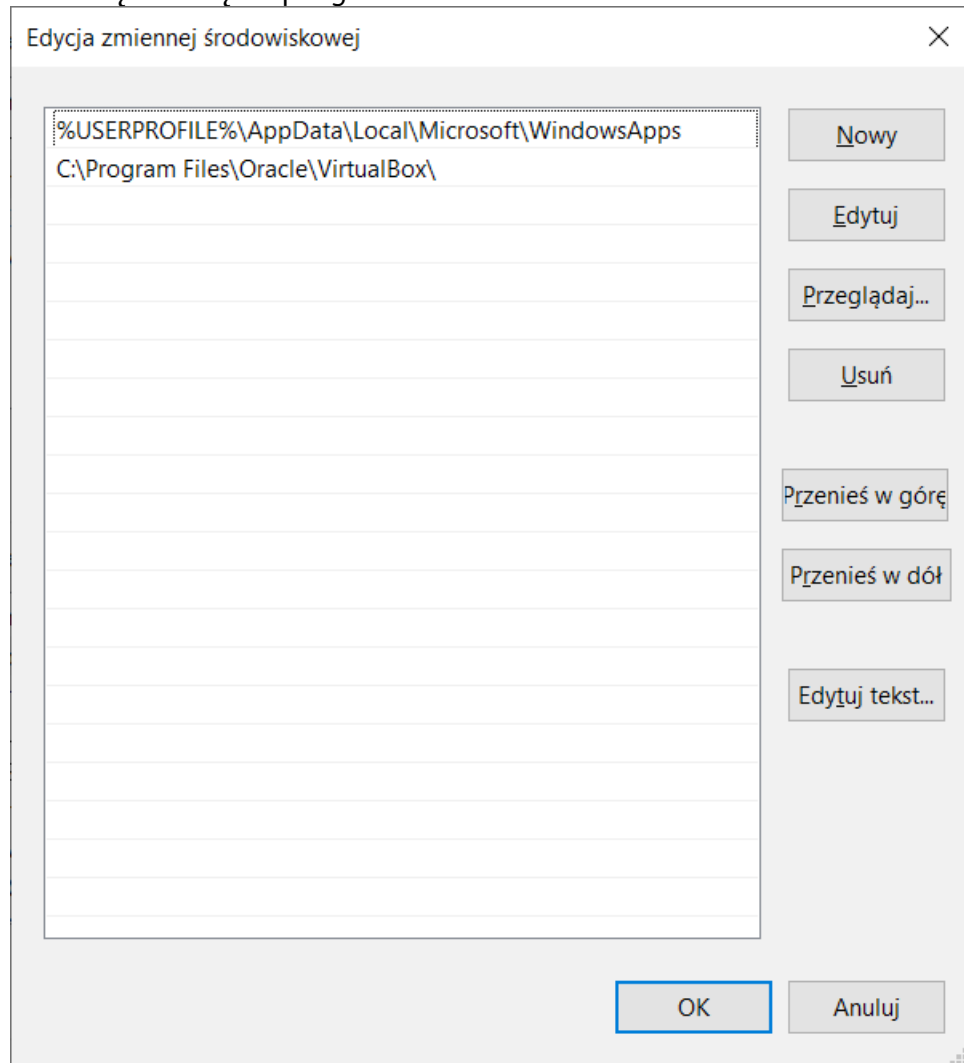 Edycja zmiennej środowiskowej
%USERPROFILE%\AppData\Local\Microsoft\WindowsApps
C:\Program Files\Oracle\VirtualBox\
Nowy
Edytuj
Przeglądaj...
Usuń
Przenieś w górę
Przenieś w dół
Edytuj tekst...
OK
Anuluj